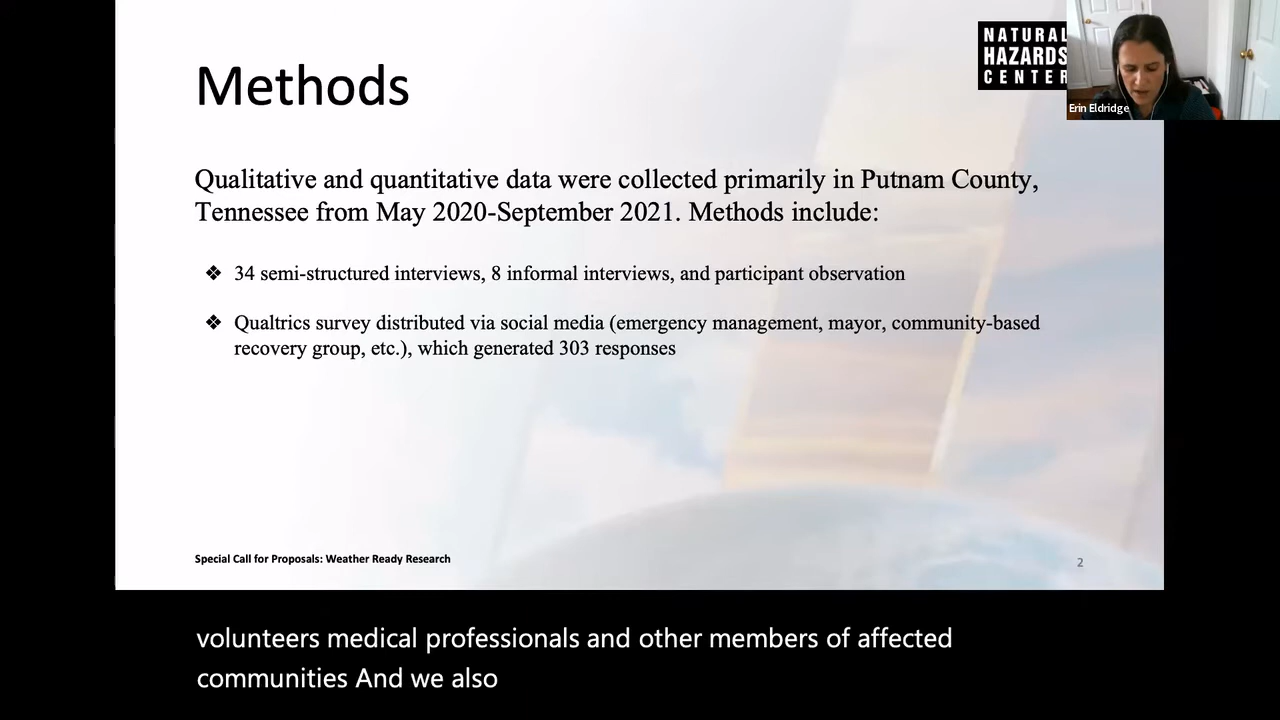 NATURAL
HAZARDS
CENTER
Erin Eldridge
Methods
Qualitative and quantitative data were collected primarily in Putnam County,
Tennessee from May 2020-September 2021. Methods include:
❖ 34 semi-structured interviews, 8 informal interviews, and participant observation
❖ Qualtrics survey distributed via social media (emergency management, mayor, community-based
recovery group, etc.), which generated 303 responses
Special Call for Proposals: Weather Ready Research
2
volunteers medical professionals and other members of affected
communities And we also